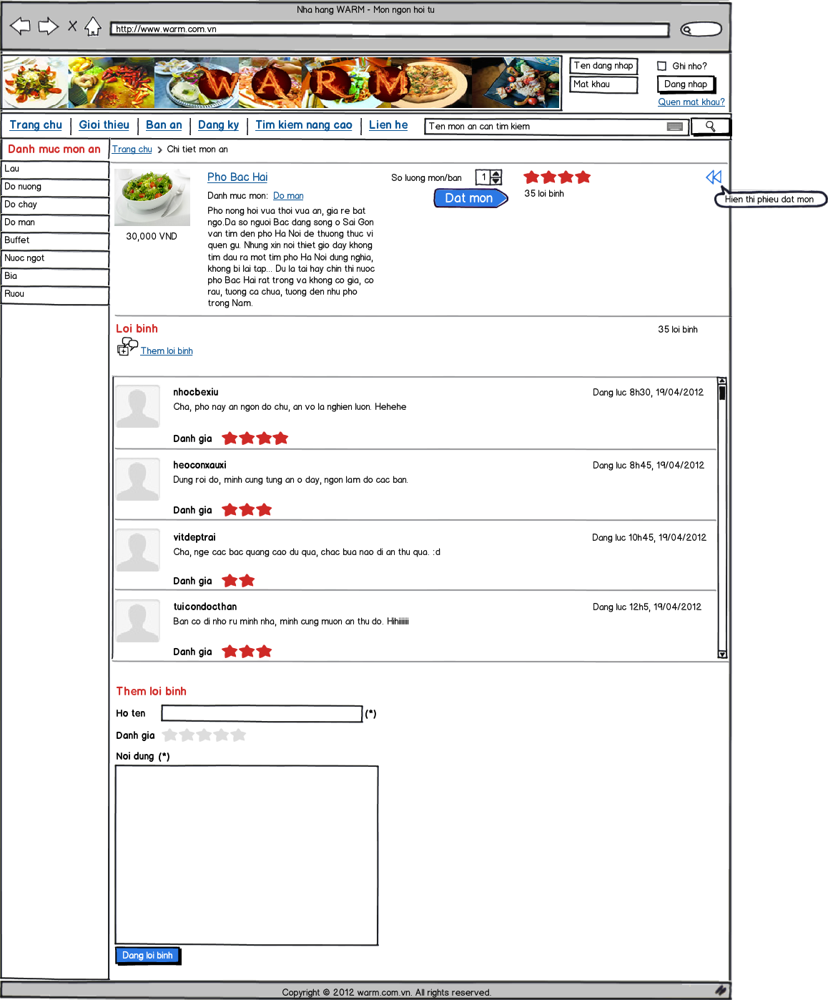 Nha hang WARM - Mon ngon hoi tu
http://www.warm.com.vn
WARM
Ten dang nhap
Ghi nho?
Mat khau
Dang nhap
Quen mat khau?
Trang chu
Gioi thieu
Ban an
Dang ky
Tim kiem nang cao
Lien he
Ten mon an can tim kiem
Danh muc mon an
Lau
Do nuong
Do chay
Do man
Buffet
Nuoc ngot
Bia
Ruou
Trang chu > Chi tiet mon an
30,000 VND
Pho Bac Hai
Danh muc mon: Do man
Pho nong hoi vua thoi vua an, gia re bat
ngo.Da so nguoi Bac dang song o Sai Gon
van tim den pho Ha Noi de thuong thuc vi
quen gu. Nhung xin noi thiet gio day khong
tim dau ra mot tim pho Ha Noi dung nghia,
khong bi lai tap... Du la tai hay chin thi nuoc
pho Bac Hai rat trong va khong co gia, co
rau, tuong ca chua, tuong den nhu pho
trong Nam.
So luong mon/ban
1
Dat mon
35 loi binh
Hien thi phieu dat mon
Loi binh
35 loi binh
Them loi binh
nhocbexiu
Dang luc 8h30, 19/04/2012
Cha, pho nay an ngon do chu, an vo la nghien luon. Hehehe
Danh gia
heoconxauxi
Dang luc 8h45, 19/04/2012
Dung roi do, minh cung tung an o day, ngon lam do cac ban.
Danh gia
vitdeptrai
Dang luc 10h45, 19/04/2012
Cha, nge cac bac quang cao du qua, chac bua nao di an thu qua. :d
Danh gia
tuicondocthan
Dang luc 12h5, 19/04/2012
Ban co di nho ru minh nha, minh cung muon an thu do. Hihiiiiiii
Danh gia
Them loi binh
Ho ten
(*)
Danh gia
Noi dung (*)
Dang loi binh
Copyright © 2012 warm.com.vn. All rights reserved.